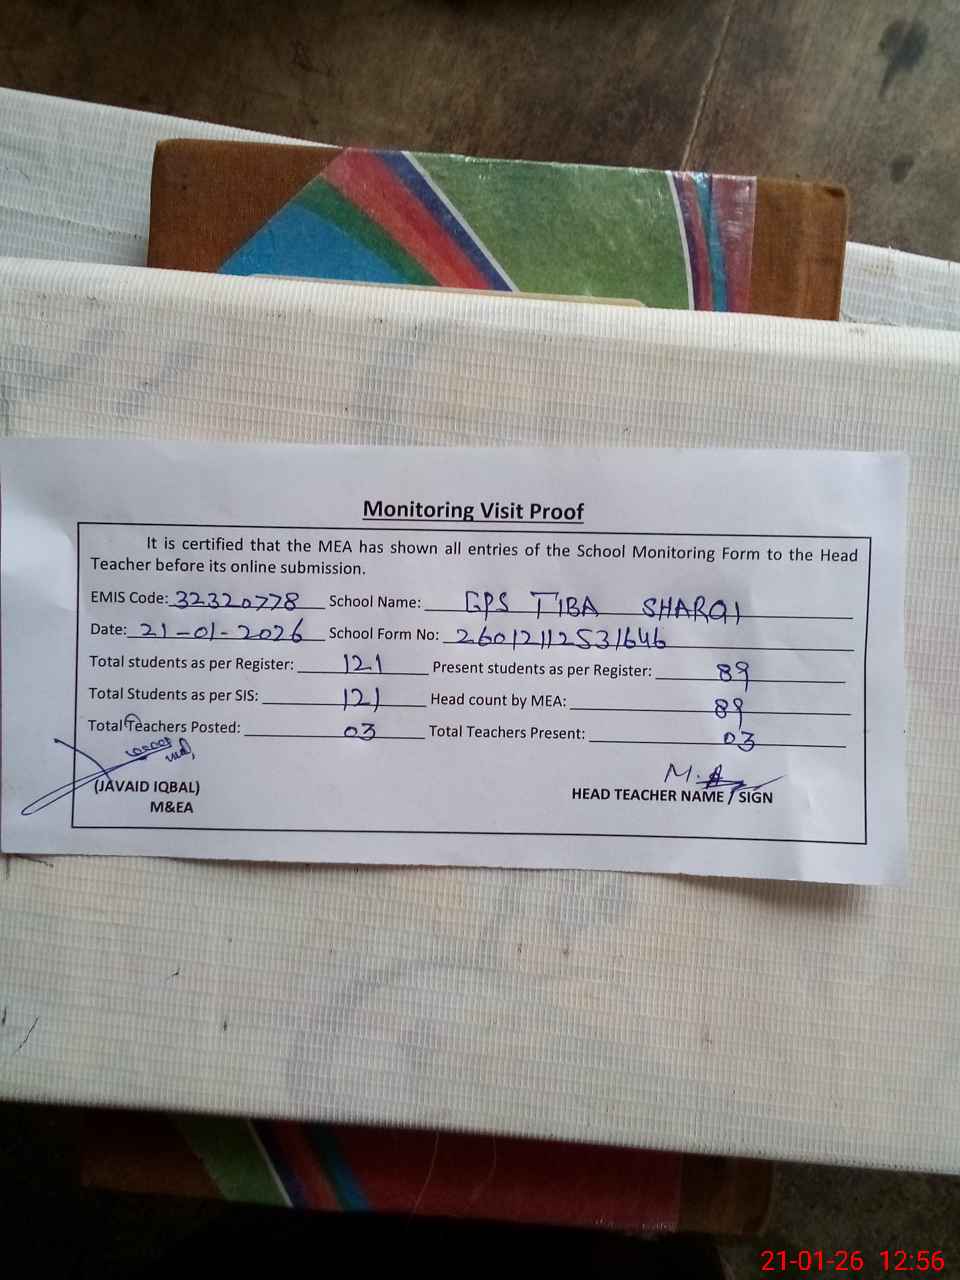 Monitoring Visit Proof
It is certified that the MEA has shown all entries of the School Monitoring Form to the Head
Teacher before its online submission.
EMIS Code: 32320778 School Name: GPS TIBA SHARQI
Date: 21-01-2026 School Form No: 260121112531646
Total students as per Register: 121 Present students as per Register: 89
Total Students as per SIS: 121 Head count by MEA: 89
Total Teachers Posted: 03 Total Teachers Present: 03
(JAVAID IQBAL)
M&EA
HEAD TEACHER NAME / SIGN
21-01-26 12:56